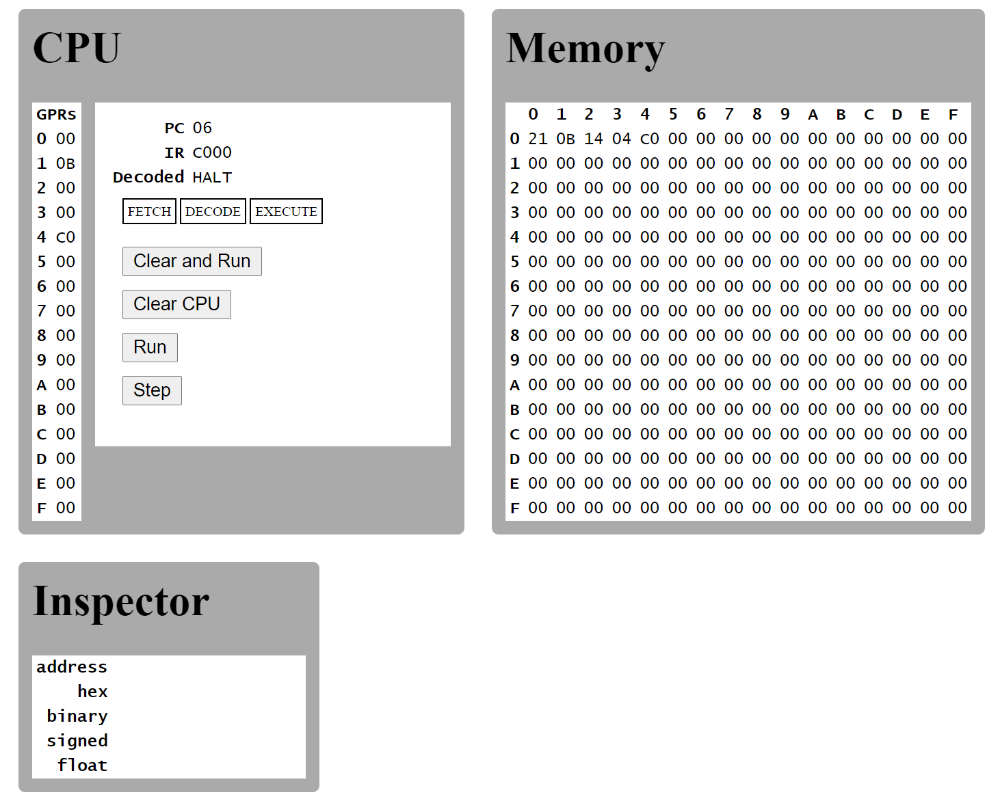 CPU
GPRs
0 00
1 0B
2 00
3 00
4 C0
5 00
6 00
7 00
8 00
9 00
A 00
B 00
C 00
D 00
E 00
F 00
PC 06
IR C000
Decoded HALT
FETCH DECODE EXECUTE
Clear and Run
Clear CPU
Run
Step
Memory
0 1 2 3 4 5 6 7 8 9 A B C D E F
0 21 0B 14 04 C0 00 00 00 00 00 00 00 00 00 00 00
1 00 00 00 00 00 00 00 00 00 00 00 00 00 00 00 00
2 00 00 00 00 00 00 00 00 00 00 00 00 00 00 00 00
3 00 00 00 00 00 00 00 00 00 00 00 00 00 00 00 00
4 00 00 00 00 00 00 00 00 00 00 00 00 00 00 00 00
5 00 00 00 00 00 00 00 00 00 00 00 00 00 00 00 00
6 00 00 00 00 00 00 00 00 00 00 00 00 00 00 00 00
7 00 00 00 00 00 00 00 00 00 00 00 00 00 00 00 00
8 00 00 00 00 00 00 00 00 00 00 00 00 00 00 00 00
9 00 00 00 00 00 00 00 00 00 00 00 00 00 00 00 00
A 00 00 00 00 00 00 00 00 00 00 00 00 00 00 00 00
B 00 00 00 00 00 00 00 00 00 00 00 00 00 00 00 00
C 00 00 00 00 00 00 00 00 00 00 00 00 00 00 00 00
D 00 00 00 00 00 00 00 00 00 00 00 00 00 00 00 00
E 00 00 00 00 00 00 00 00 00 00 00 00 00 00 00 00
F 00 00 00 00 00 00 00 00 00 00 00 00 00 00 00 00
Inspector
address
hex
binary
signed
float